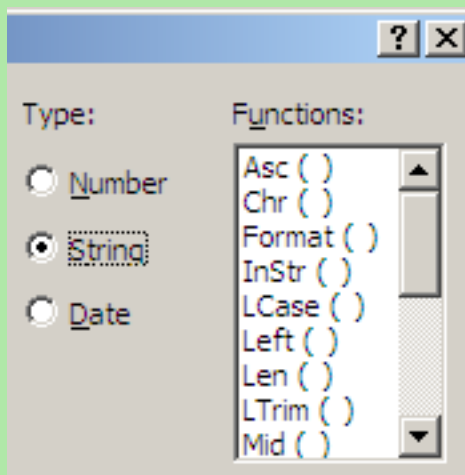 Type:
Number
String
Date
Functions:
Asc ( )
Chr ( )
Format ( )
InStr ( )
LCase ( )
Left ( )
Len ( )
LTrim ( )
Mid ( )